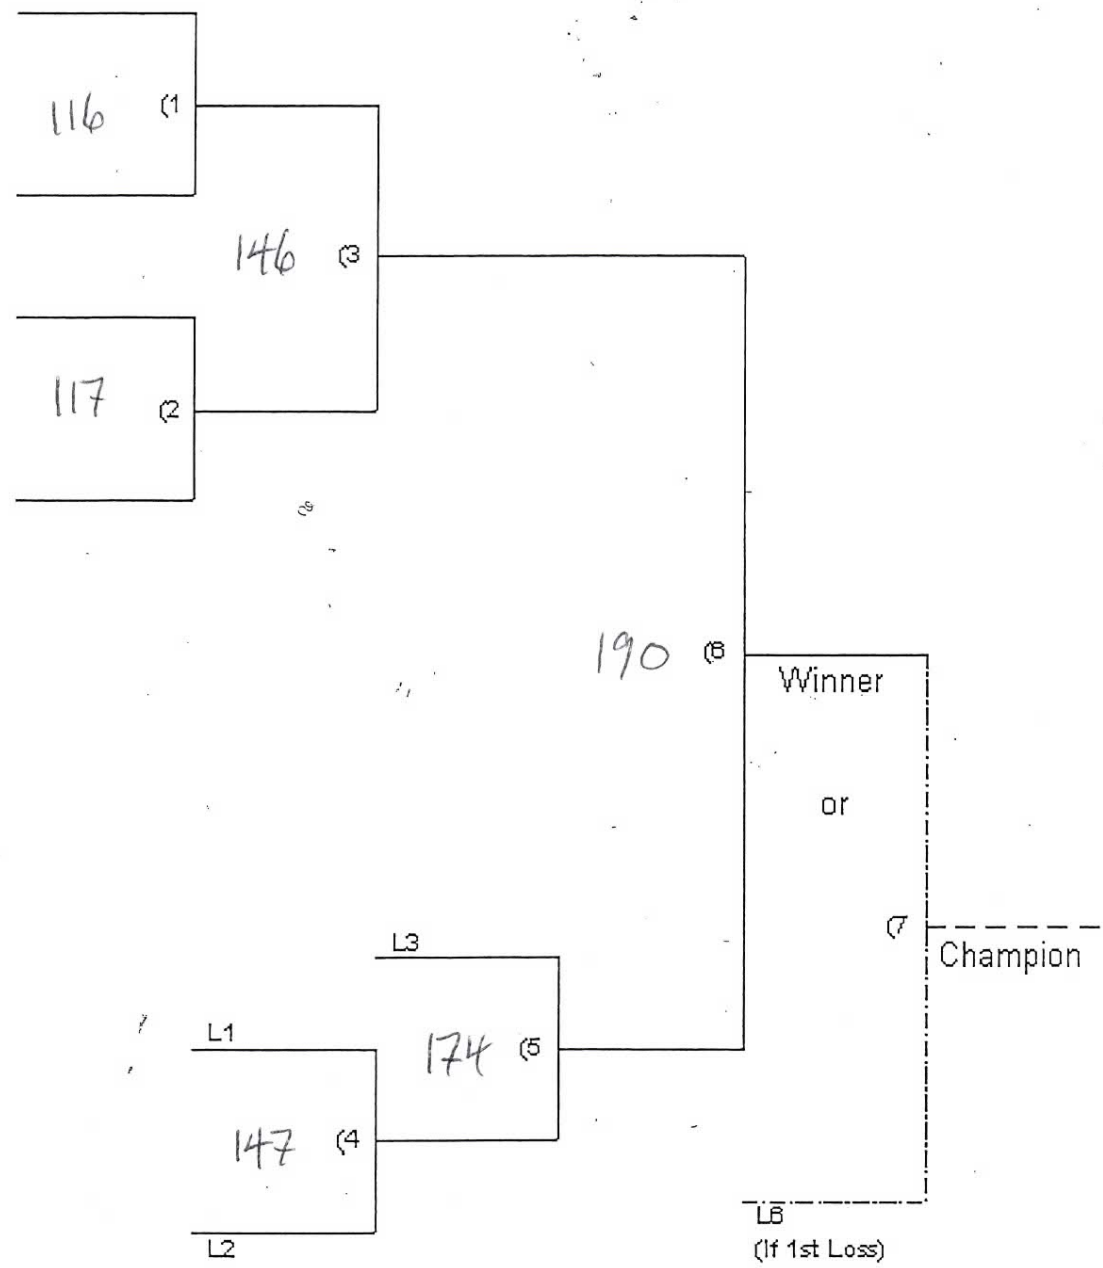 116 (1
146 (3
117 (2
190 (6
Winner
or
(7
Champion
L3
L1
174 (5
147 (4
L6
L2
(If 1st Loss)